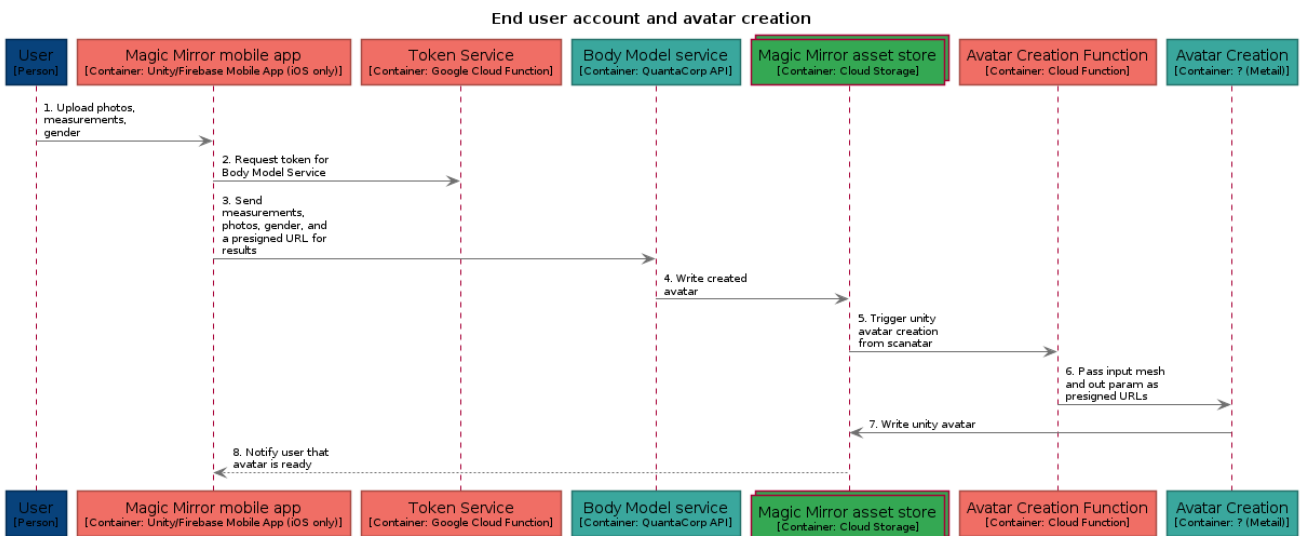 End user account and avatar creation
User
[Person]
Magic Mirror mobile app
[Container: Unity/Firebase Mobile App (iOS only)]
Token Service
[Container: Google Cloud Function]
Body Model service
[Container: QuantaCorp API]
Magic Mirror asset store
[Container: Cloud Storage]
Avatar Creation Function
[Container: Cloud Function]
Avatar Creation
[Container: ? (Metail)]
1. Upload photos,
measurements,
gender
2. Request token for
Body Model Service
3. Send
measurements,
photos, gender, and
a presigned URL for
results
4. Write created
avatar
5. Trigger unity
avatar creation
from scanatar
6. Pass input mesh
and out param as
presigned URLs
7. Write unity avatar
8. Notify user that
avatar is ready
User
[Person]
Magic Mirror mobile app
[Container: Unity/Firebase Mobile App (iOS only)]
Token Service
[Container: Google Cloud Function]
Body Model service
[Container: QuantaCorp API]
Magic Mirror asset store
[Container: Cloud Storage]
Avatar Creation Function
[Container: Cloud Function]
Avatar Creation
[Container: ? (Metail)]